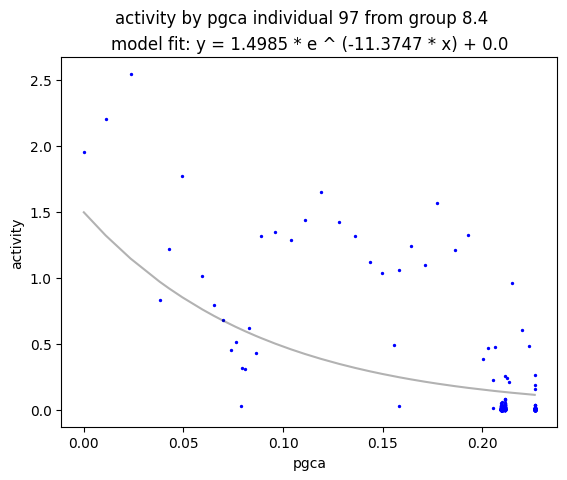 activity by pgca individual 97 from group 8.4
model fit: y = 1.4985 * e ^ (-11.3747 * x) + 0.0
2.5
2.0
1.5
1.0
0.5
0.0
activity
0.00 0.05 0.10 0.15 0.20
pgca